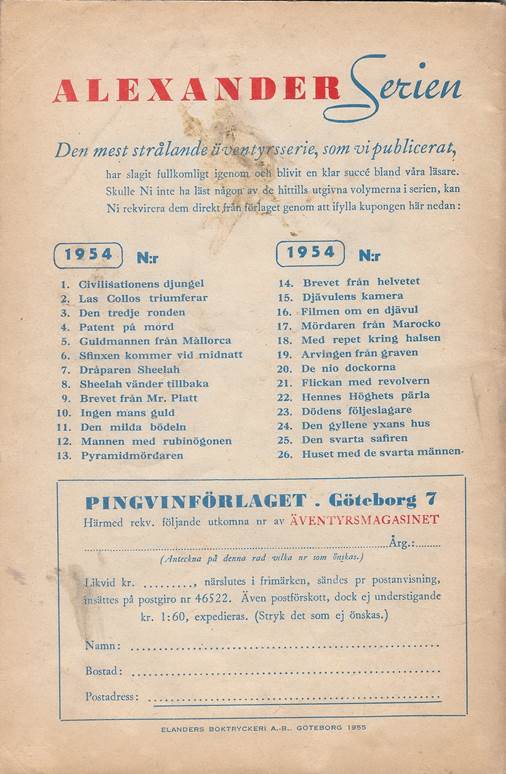 ALEXANDER Serien
Den mest strålande äventyrsserie, som vi publicerat,
har slagit fullkomligt igenom och blivit en klar succé bland våra läsare.
Skulle Ni inte ha läst någon av de hittills utgivna volymerna i serien, kan
Ni rekvirera dem direkt från förlaget genom att ifylla kupongen här nedan:
1954 N:r
1. Civilisationens djungel
2. Las Collos triumferar
3. Den tredje ronden
4. Patent på mord
5. Guldmannen från Mallorca
6. Sfinxen kommer vid midnatt
7. Dråparen Sheelah
8. Sheelah vänder tillbaka
9. Brevet från Mr. Platt
10. Ingen mans guld
11. Den milda bödeln
12. Mannen med rubinögonen
13. Pyramidmördaren
1954 N:r
14. Brevet från helvetet
15. Djävulens kamera
16. Filmen om en djävul
17. Mördaren från Marocko
18. Med repet kring halsen
19. Arvingen från graven
20. De nio dockorna
21. Flickan med revolvern
22. Hennes Höghets pärla
23. Dödens följeslagare
24. Den gyllene yxans hus
25. Den svarta safiren
26. Huset med de svarta männen
PINGVINFÖRLAGET . Göteborg 7
Härmed rekv. följande utkomna nr av ÄVENTYRSMAGASINET
Årg.:
(Anteckna på denna rad vilka nr som önskas.)
Likvid kr. .........., närslutes i frimärken, sändes pr postanvisning,
insättes på postgiro nr 46522. Även postförskott, dock ej understigande
kr. 1:60, expedieras. (Stryk det som ej önskas.)
Namn:
Bostad:
Postadress:
ELANDERS BOKTRYCKERI A.-B., GÖTEBORG 1955